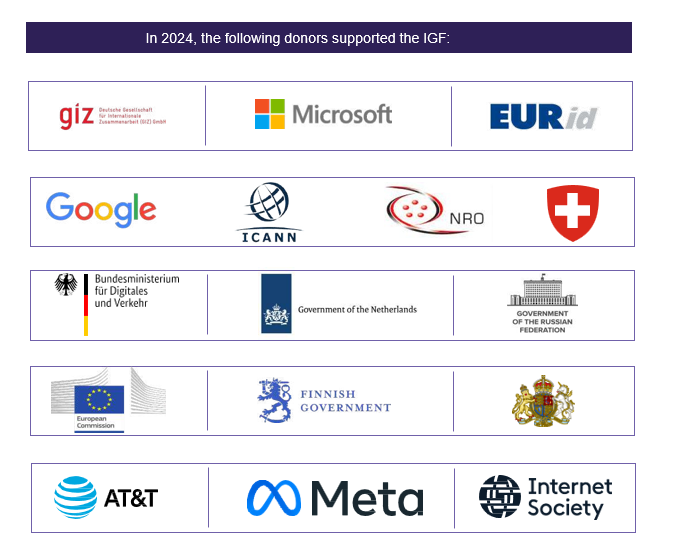 In 2024, the following donors supported the IGF:
giz
Deutsche Gesellschaft
für Internationale
Zusammenarbeit (GIZ) GmbH
Microsoft
EURid
Google
ICANN
NRO
Bundesministerium
für Digitales
und Verkehr
Government of the Netherlands
GOVERNMENT
OF THE RUSSIAN
FEDERATION
European
Commission
FINNISH
GOVERNMENT
AT&T
Meta
Internet
Society